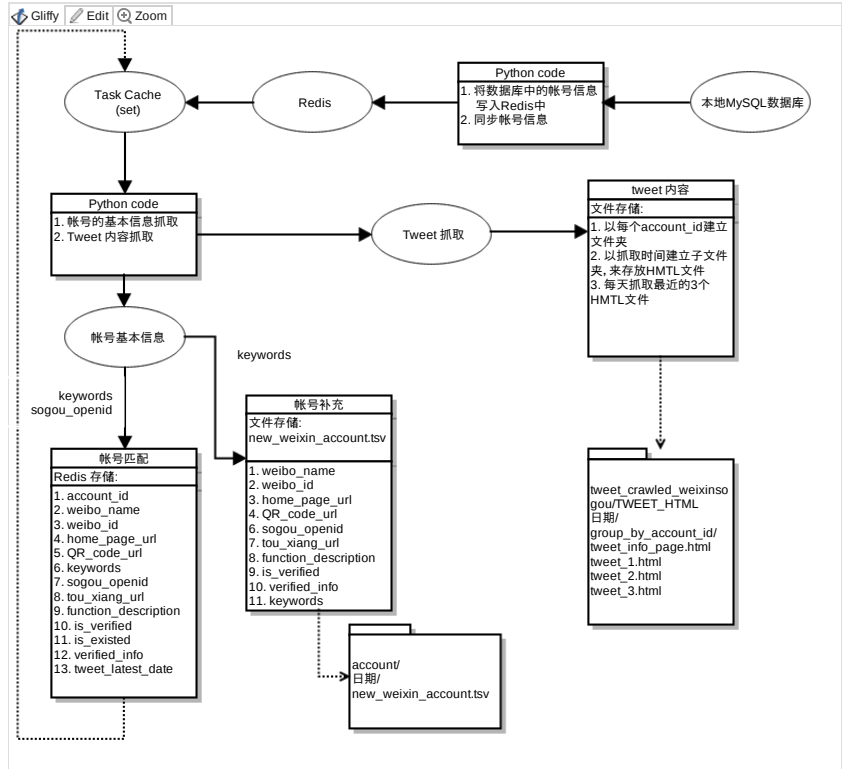 Gliffy Edit Zoom
Task Cache
(set)
Redis
Python code
1. 将数据库中的帐号信息
写入Redis中
2. 同步帐号信息
本地MySQL数据库
Python code
1. 帐号的基本信息抓取
2. Tweet 内容抓取
Tweet 抓取
tweet 内容
文件存储:
1. 以每个account_id建立
文件夹
2. 以抓取时间建立子文件
夹, 来存放HMTL文件
3. 每天抓取最近的3个
HMTL文件
帐号基本信息
keywords
keywords
sogou_openid
帐号补充
文件存储:
new_weixin_account.tsv
1. weibo_name
2. weibo_id
3. home_page_url
4. QR_code_url
6. sogou_openid
7. tou_xiang_url
8. function_description
9. is_verified
10. verified_info
11. keywords
帐号匹配
Redis 存储:
1. account_id
2. weibo_name
3. weibo_id
4. home_page_url
5. QR_code_url
6. keywords
7. sogou_openid
8. tou_xiang_url
9. function_description
10. is_verified
11. is_existed
12. verified_info
13. tweet_latest_date
tweet_crawled_weixinso
gou/TWEET_HTML
日期/
group_by_account_id/
tweet_info_page.html
tweet_1.html
tweet_2.html
tweet_3.html
account/
日期/
new_weixin_account.tsv